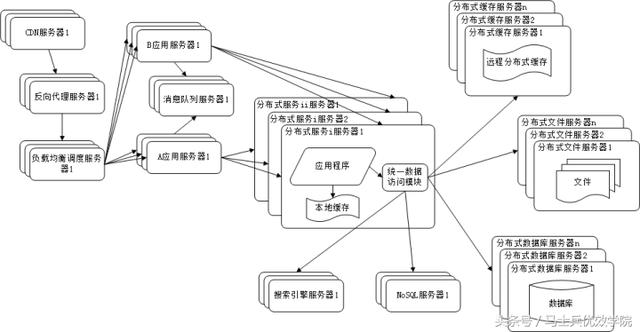 CDN服务器1
反向代理服务器1
负载均衡调度服务器
1
B应用服务器1
消息队列服务器1
A应用服务器1
分布式服务ii服务器1
分布式服务i服务器2
分布式服务i服务器1
应用程序
本地缓存
统一数据
访问模块
搜索引擎服务器1
NoSQL服务器1
分布式缓存服务器n
分布式缓存服务器2
分布式缓存服务器1
远程分布式缓存
分布式文件服务器n
分布式文件服务器2
分布式文件服务器1
文件
分布式数据库服务器n
分布式数据库服务器2
分布式数据库服务器1
数据库
头条号/马士兵优效学院